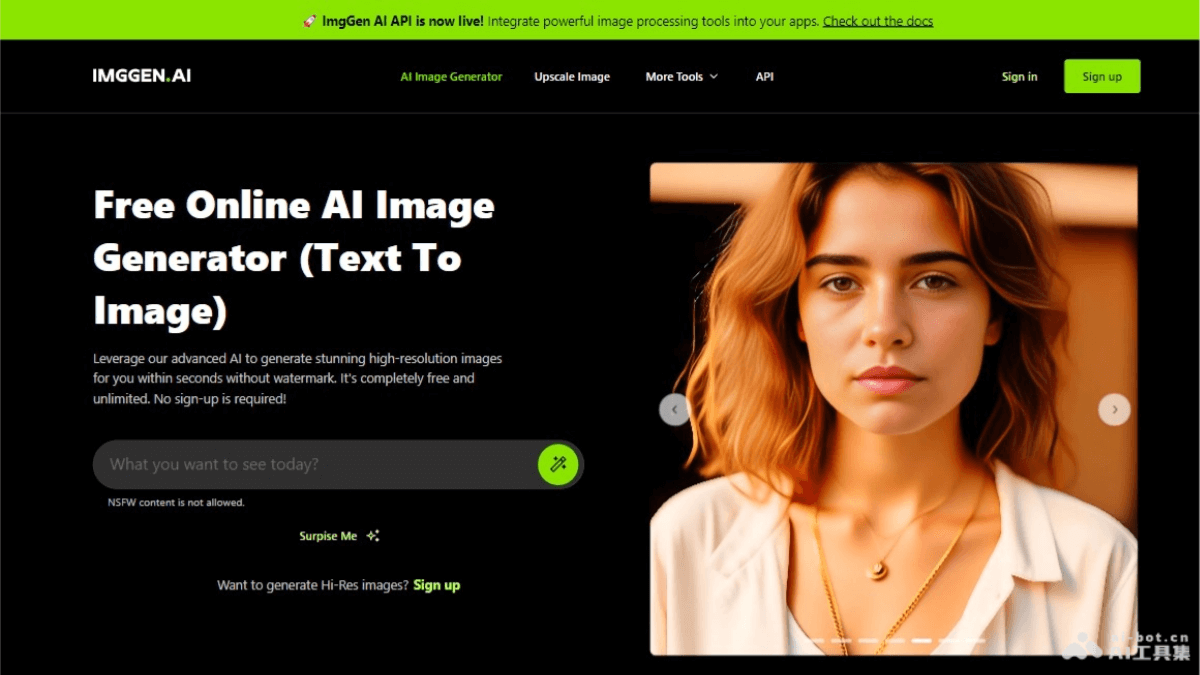 🚀 ImgGen AI API is now live! Integrate powerful image processing tools into your apps. Check out the docs
IMGGEN.AI
AI Image Generator
Upscale Image
More Tools
API
Sign in
Sign up
Free Online AI Image
Generator (Text To
Image)
Leverage our advanced AI to generate stunning high-resolution images
for you within seconds without watermark. It's completely free and
unlimited. No sign-up is required!
What you want to see today?
NSFW content is not allowed.
Surpise Me
Want to generate Hi-Res images? Sign up
AI工具集